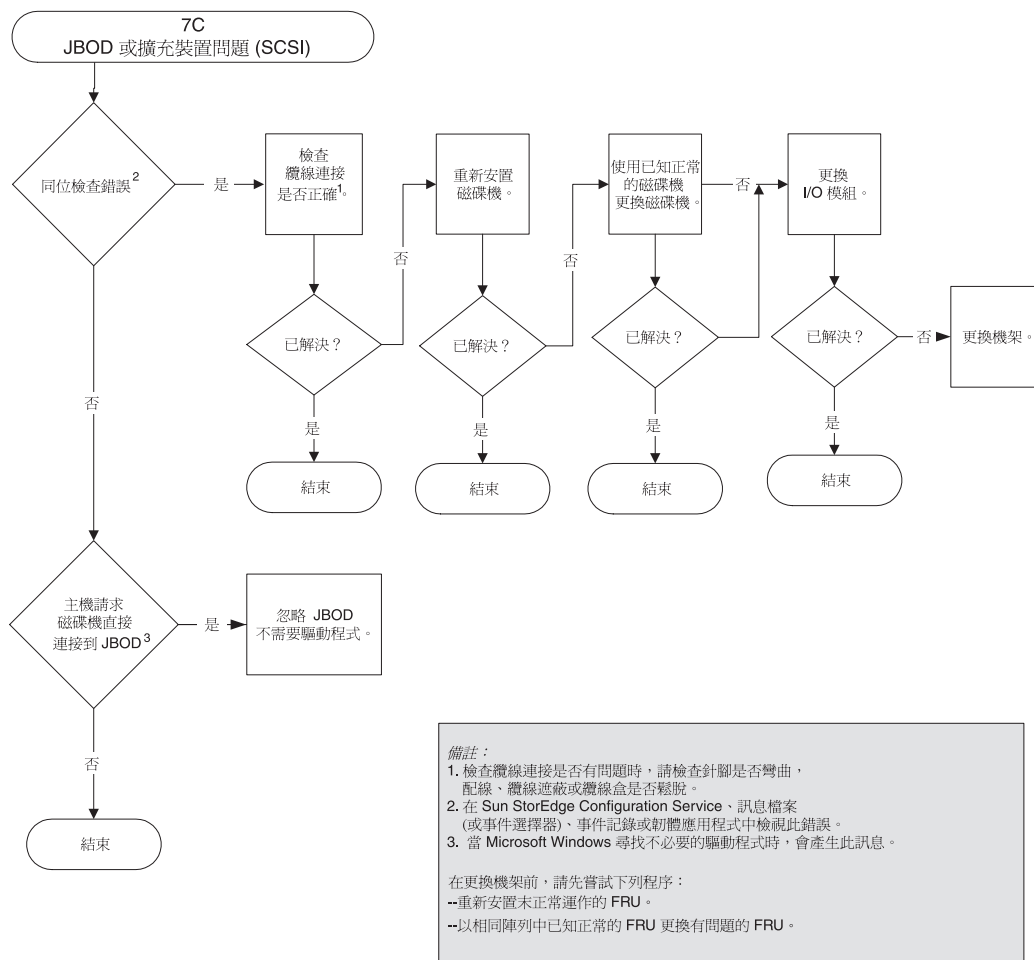 7C
JBOD 或擴充裝置問題 (SCSI)
同位檢查錯誤2
是
檢查
纜線連接
是否正確1。
重新安置
磁碟機。
使用已知正常
的磁碟機
更換磁碟機。
否
更換
I/O 模組。
否
否
已解決？
已解決？
已解決？
已解決？
否
更換機架。
是
是
是
是
結束
結束
結束
結束
否
主機請求
磁碟機直接
連接到 JBOD3
是
忽略 JBOD
不需要驅動程式。
否
結束
備註：
1. 檢查纜線連接是否有問題時，請檢查針腳是否彎曲，
配線、纜線遮蔽或纜線盒是否鬆脫。
2. 在 Sun StorEdge Configuration Service、訊息檔案
(或事件選擇器)、事件記錄或韌體應用程式中檢視此錯誤。
3. 當 Microsoft Windows 尋找不必要的驅動程式時，會產生此訊息。
在更換機架前，請先嘗試下列程序：
--重新安置末正常運作的 FRU。
--以相同陣列中已知正常的 FRU 更換有問題的 FRU。